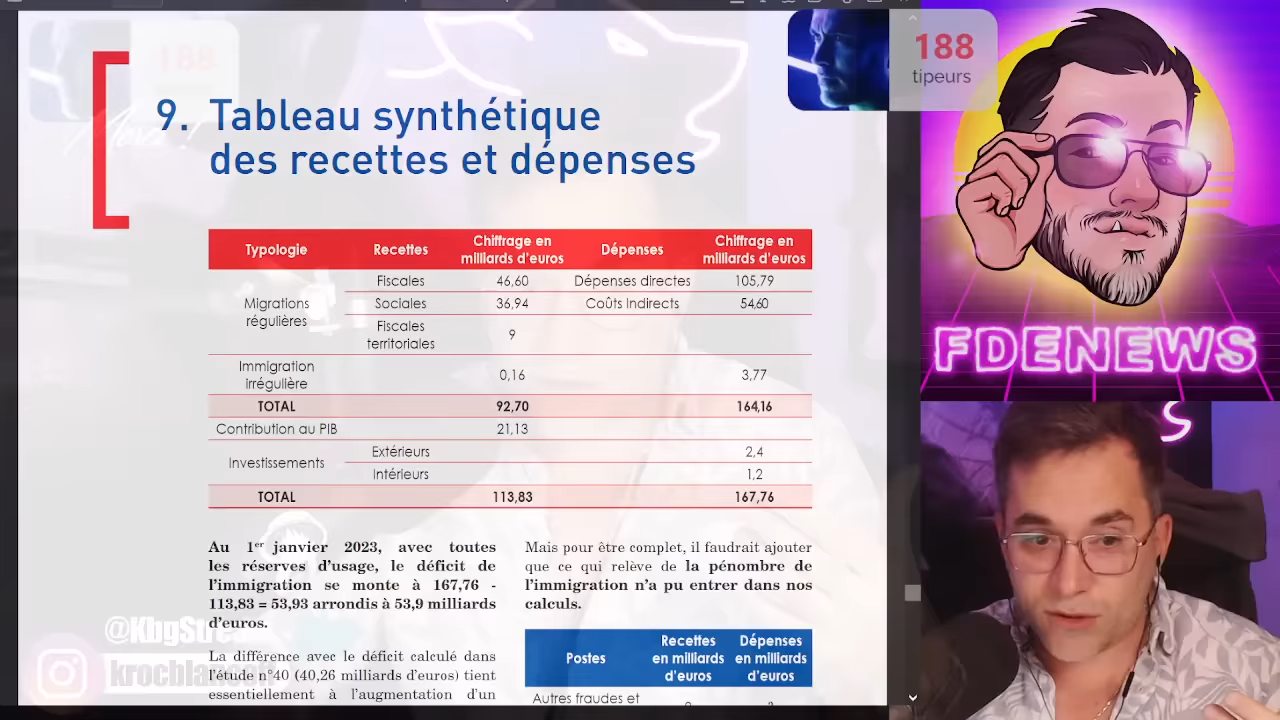 188
tipeurs
188
Merci !
9. Tableau synthétique
des recettes et dépenses
Typologie Recettes Chiffrage en milliards d'euros Dépenses Chiffrage en milliards d'euros
Migrations régulières Fiscales 46,60 Dépenses directes 105,79
Sociales 36,94 Coûts Indirects 54,60
Fiscales territoriales 9
Immigration irrégulière 0,16 3,77
TOTAL 92,70 164,16
Contribution au PIB 21,13
Investissements Extérieurs 2,4
Intérieurs 1,2
TOTAL 113,83 167,76
Au 1er janvier 2023, avec toutes
les réserves d'usage, le déficit de
l'immigration se monte à 167,76 -
113,83 = 53,93 arrondis à 53,9 milliards
d'euros.
La différence avec le déficit calculé dans
l'étude n°40 (40,26 milliards d'euros) tient
essentiellement à l'augmentation d'un
Mais pour être complet, il faudrait ajouter
que ce qui relève de la pénombre de
l'immigration n'a pu entrer dans nos
calculs.
Postes Recettes en milliards d'euros Dépenses en milliards d'euros
Autres fraudes et
FDENEWS
@KbgStream